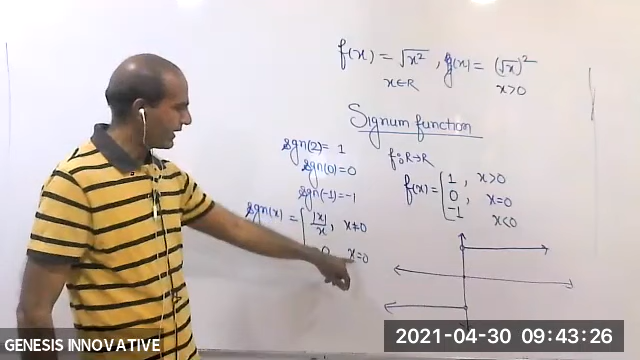 f(x) = √x² , g(x) = (√x)²
x∈R x>0
Signum function
sgn(2) = 1
sgn(0) = 0
sgn(-1) = -1
sgn(x) = { |x|/x , x≠0
0 x=0
f: R→R
f(x) = { 1 , x>0
0 , x=0
-1 x<0
GENESIS INNOVATIVE
2021-04-30 09:43:26